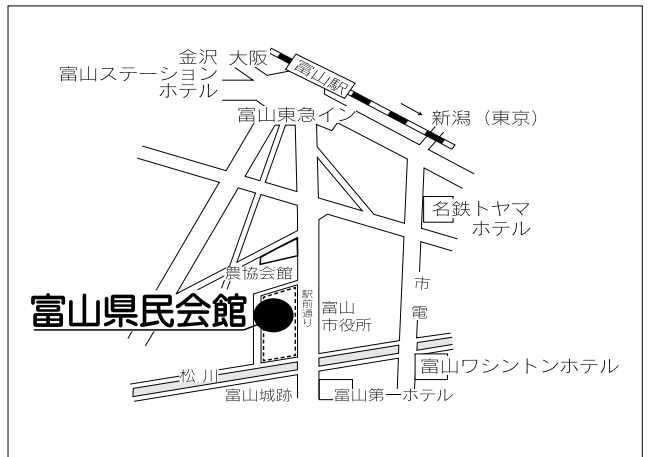 金沢 大阪
富山ステーション
ホテル
富山駅
富山東急イン
新潟（東京）
名鉄トヤマ
ホテル
農協会館
市電
駅前通り
富山
市役所
富山県民会館
松川
富山ワシントンホテル
富山城跡
富山第一ホテル